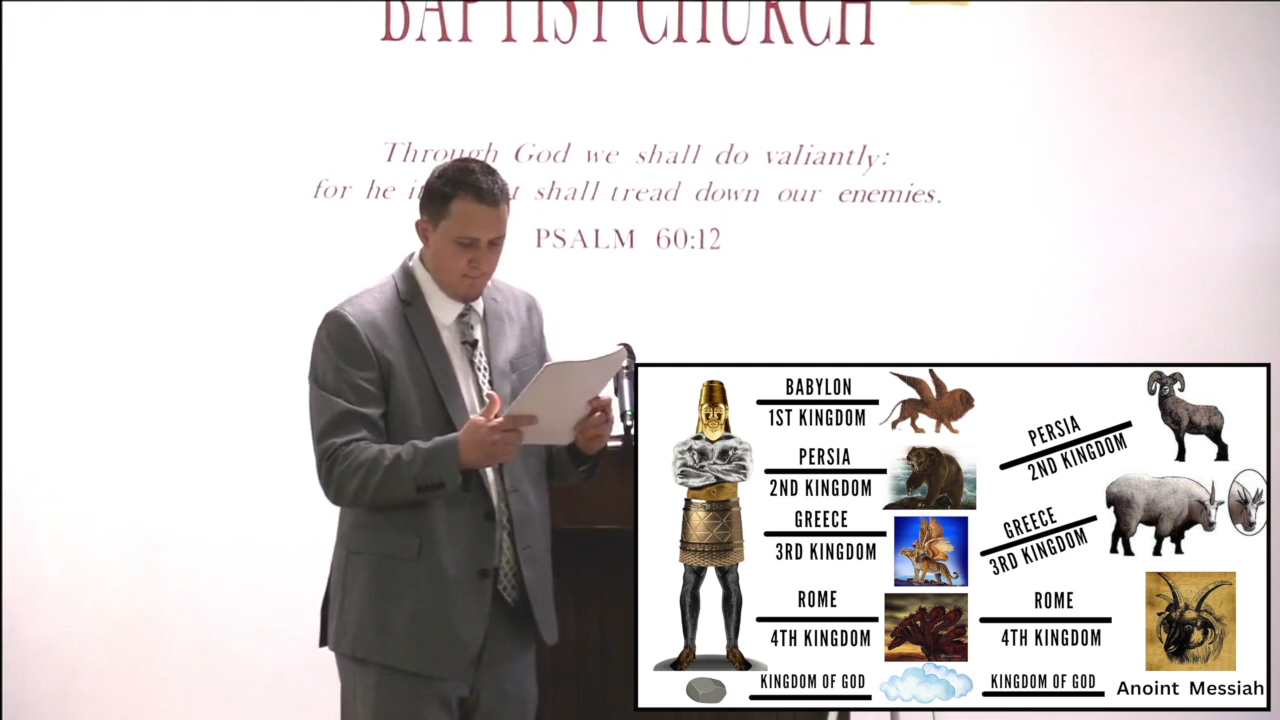 BAPTIST CHURCH
Through God we shall do valiantly:
for he it shall tread down our enemies.
PSALM 60:12
BABYLON
1ST KINGDOM
PERSIA
2ND KINGDOM
GREECE
3RD KINGDOM
ROME
4TH KINGDOM
KINGDOM OF GOD
PERSIA
2ND KINGDOM
GREECE
3RD KINGDOM
ROME
4TH KINGDOM
KINGDOM OF GOD
Anoint Messiah